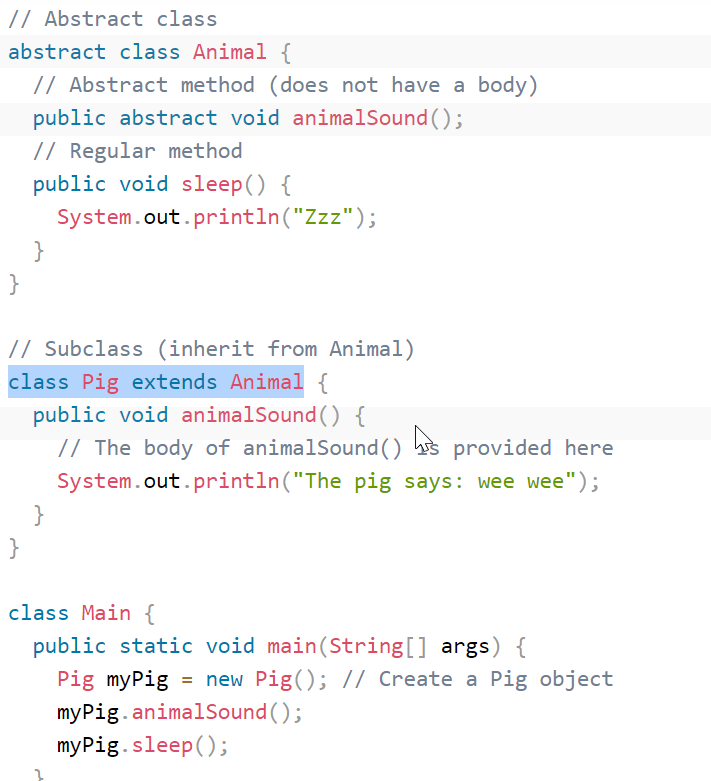 // Abstract class
abstract class Animal {
  // Abstract method (does not have a body)
  public abstract void animalSound();
  // Regular method
  public void sleep() {
    System.out.println("Zzz");
  }
}

// Subclass (inherit from Animal)
class Pig extends Animal {
  public void animalSound() {
    // The body of animalSound() is provided here
    System.out.println("The pig says: wee wee");
  }
}

class Main {
  public static void main(String[] args) {
    Pig myPig = new Pig(); // Create a Pig object
    myPig.animalSound();
    myPig.sleep();
  }